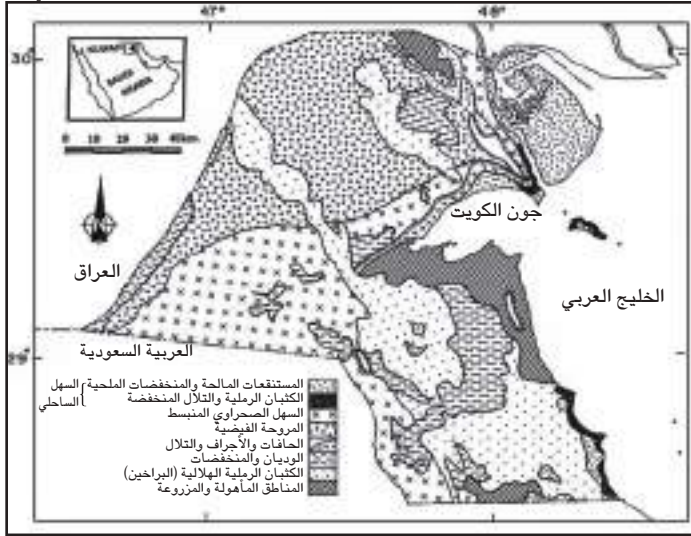 47° 48°
30°
SAUDI
ARABIA
0 10 20 30 40km
N
جون الكويت
العراق
الخليج العربي
29°
العربية السعودية
المستنقعات المالحة والمنخفضات الملحية } السهل
الكثبان الرملية والتلال المنخفضة } الساحلي
السهل الصحراوي المنبسط
المروحة الفيضية
الحافات والأجراف والتلال
الوديان والمنخفضات
الكثبان الرملية الهلالية (البراخين)
المناطق المأهولة والمزروعة